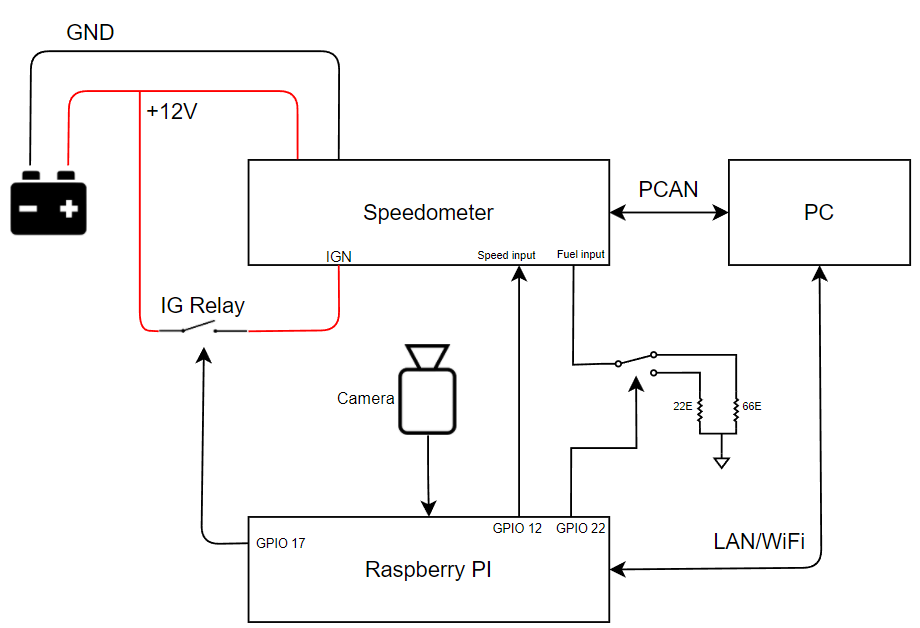 GND
+12V
PCAN
Speedometer
PC
IGN
Speed input
Fuel input
IG Relay
Camera
22E
66E
GPIO 12
GPIO 22
GPIO 17
LAN/WiFi
Raspberry PI